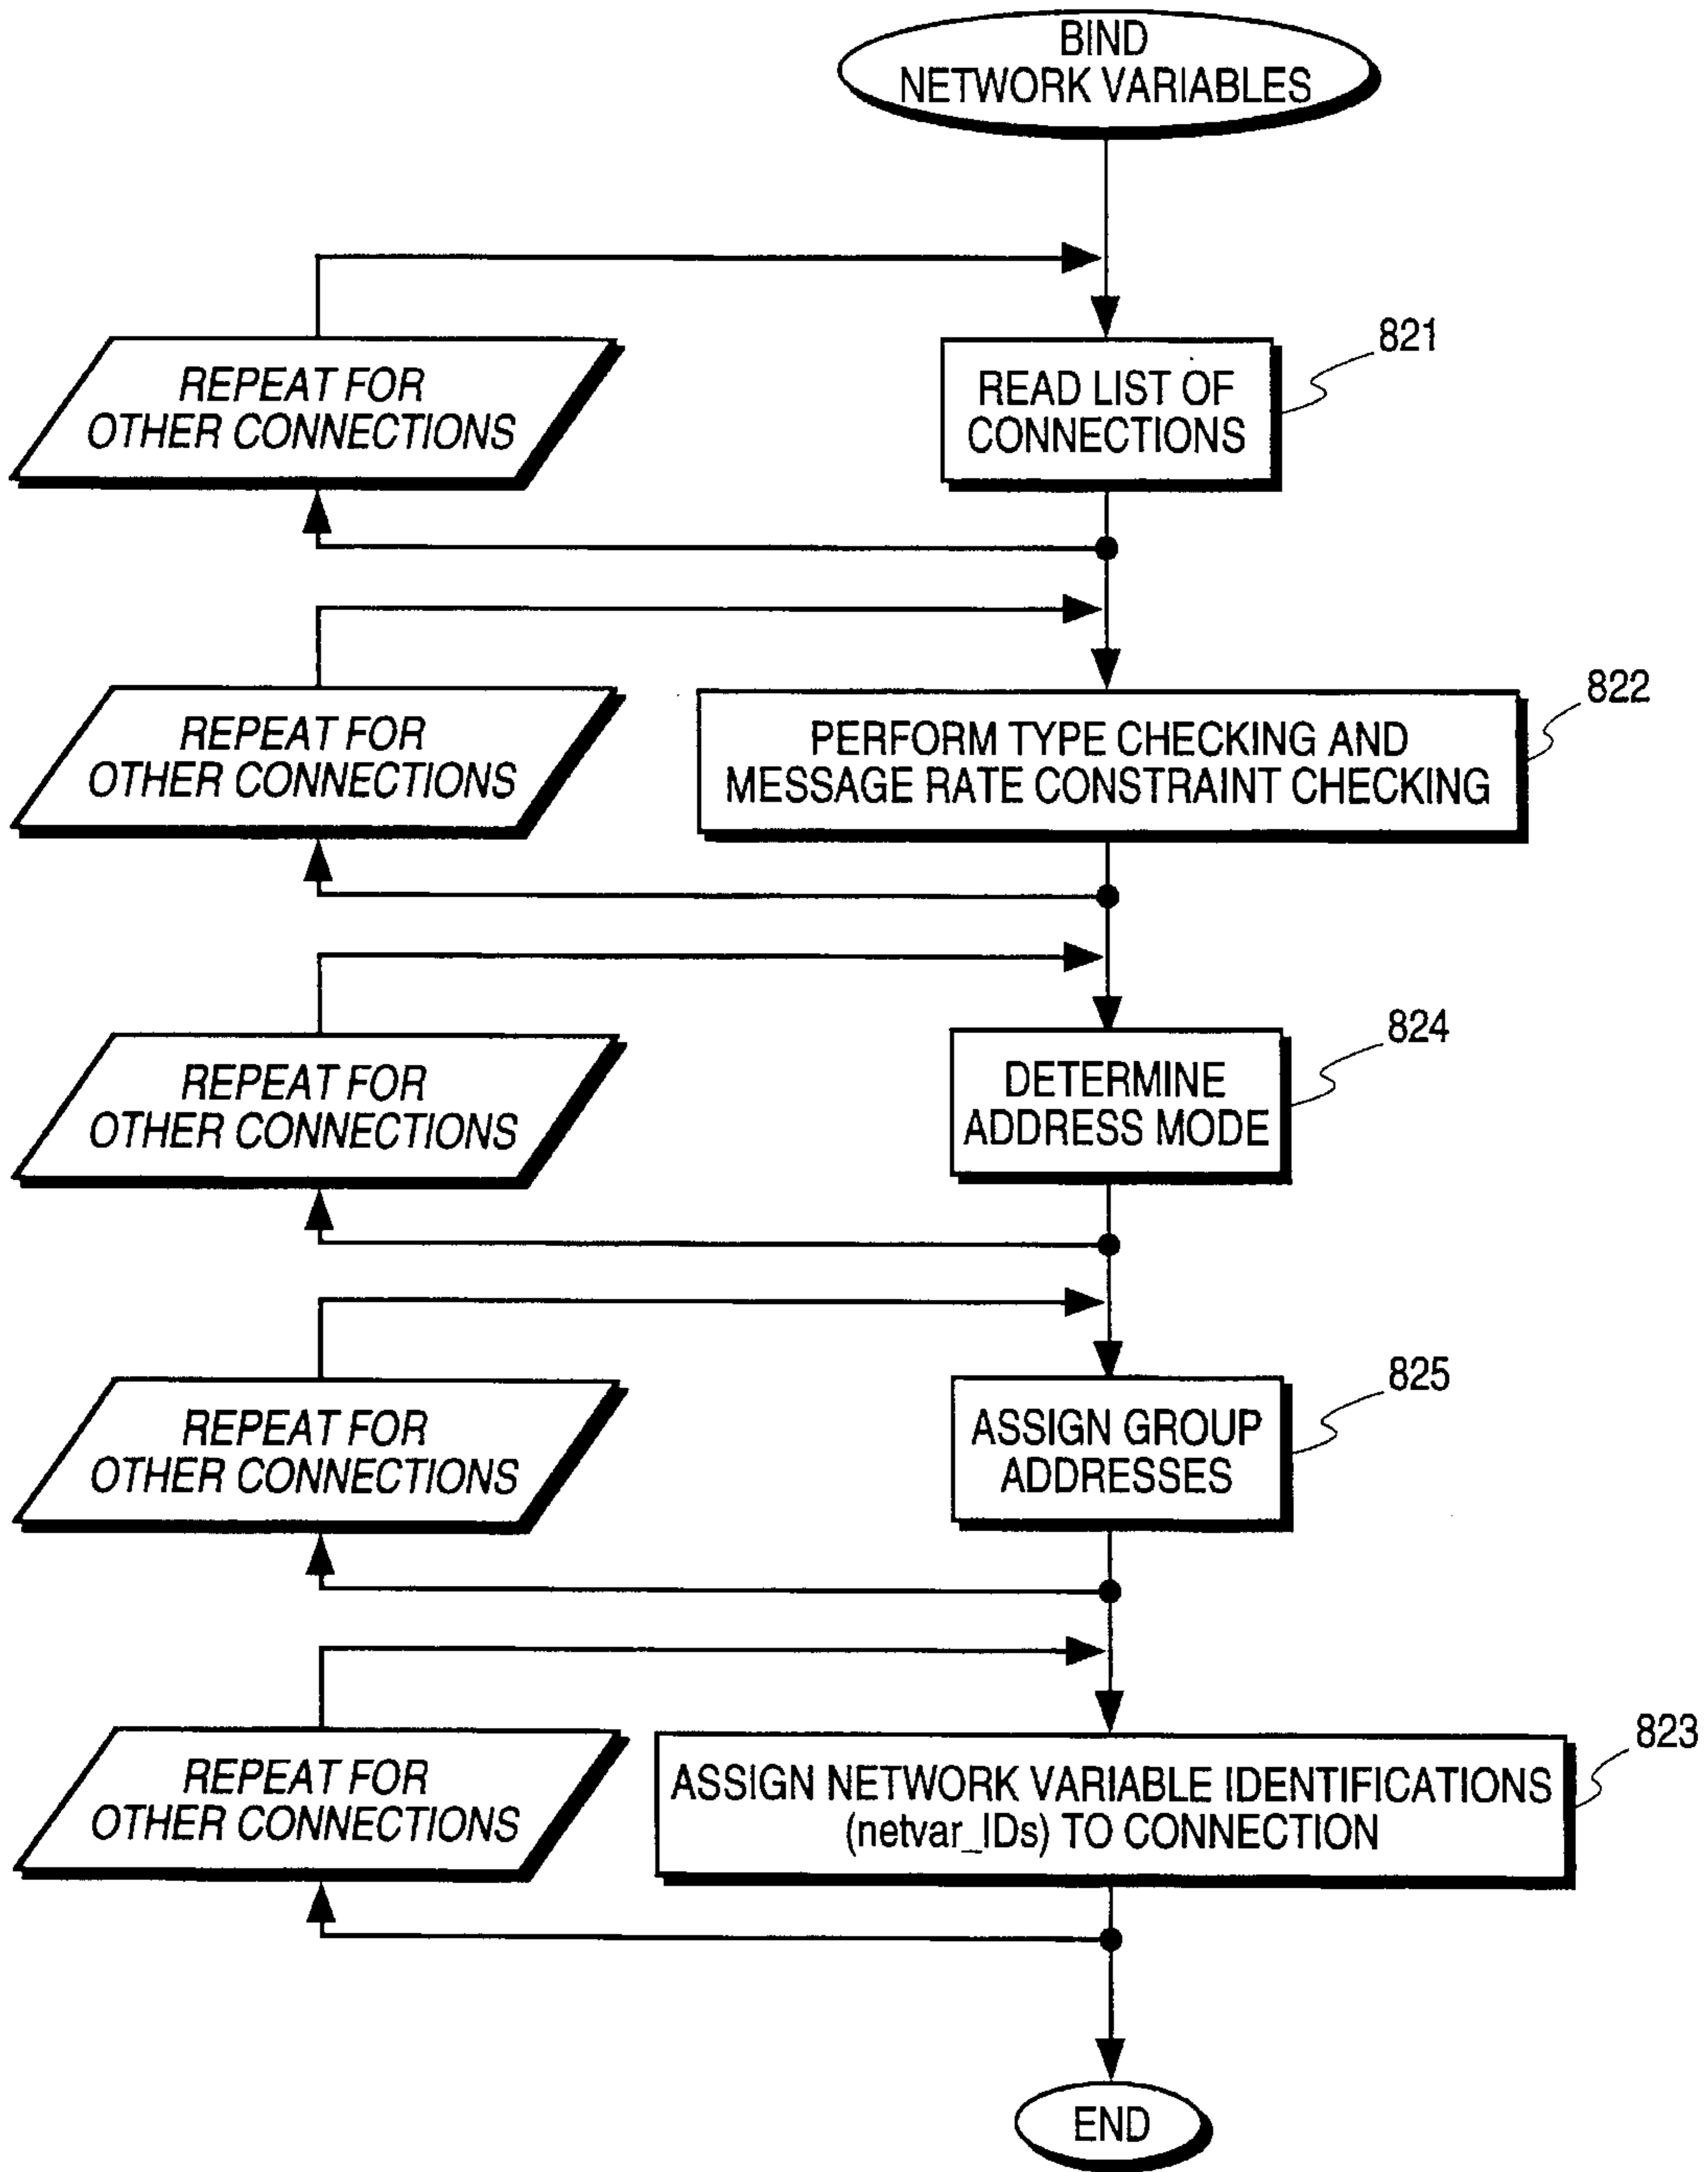 BIND
NETWORK VARIABLES
821
REPEAT FOR
OTHER CONNECTIONS
READ LIST OF
CONNECTIONS
822
REPEAT FOR
OTHER CONNECTIONS
PERFORM TYPE CHECKING AND
MESSAGE RATE CONSTRAINT CHECKING
824
REPEAT FOR
OTHER CONNECTIONS
DETERMINE
ADDRESS MODE
825
REPEAT FOR
OTHER CONNECTIONS
ASSIGN GROUP
ADDRESSES
823
REPEAT FOR
OTHER CONNECTIONS
ASSIGN NETWORK VARIABLE IDENTIFICATIONS
(netvar_IDs) TO CONNECTION
END